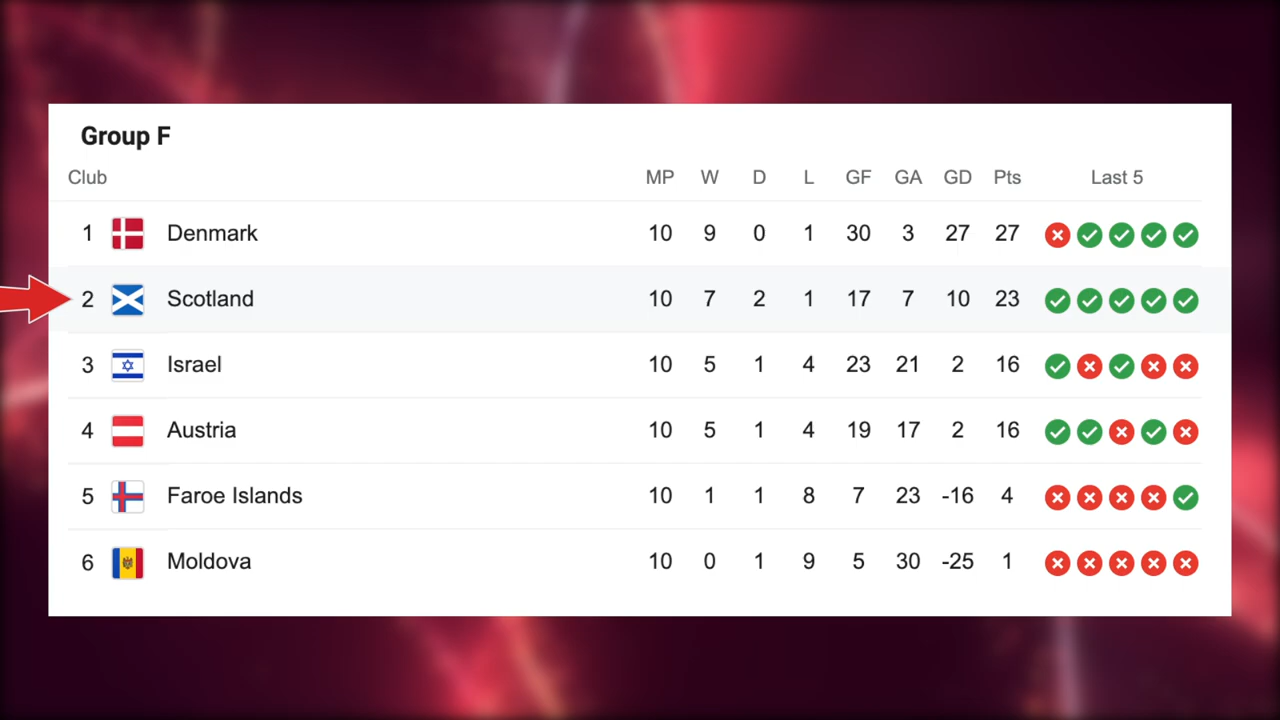 Group F
Club MP W D L GF GA GD Pts Last 5
1 Denmark 10 9 0 1 30 3 27 27
2 Scotland 10 7 2 1 17 7 10 23
3 Israel 10 5 1 4 23 21 2 16
4 Austria 10 5 1 4 19 17 2 16
5 Faroe Islands 10 1 1 8 7 23 -16 4
6 Moldova 10 0 1 9 5 30 -25 1